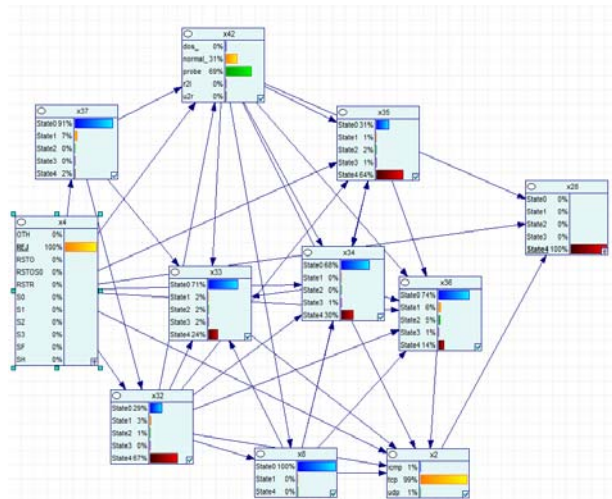 x42
dos_ 0%
normal_ 31%
probe 69%
r2l 0%
u2r 0%
x37
State0 91%
State1 7%
State2 0%
State3 0%
State4 2%
x35
State0 31%
State1 1%
State2 2%
State3 1%
State4 64%
x28
State0 0%
State1 0%
State2 0%
State3 0%
State4 100%
x4
OTH 0%
REJ 100%
RSTO 0%
RSTOS0 0%
RSTR 0%
S0 0%
S1 0%
S2 0%
S3 0%
SF 0%
SH 0%
x34
State0 68%
State1 0%
State2 0%
State3 1%
State4 30%
x33
State0 71%
State1 2%
State2 2%
State3 2%
State4 24%
x36
State0 74%
State1 6%
State2 5%
State3 1%
State4 14%
x32
State0 29%
State1 3%
State2 1%
State3 0%
State4 67%
x8
State0 100%
State1 0%
State4 0%
x2
icmp 1%
tcp 99%
udp 1%